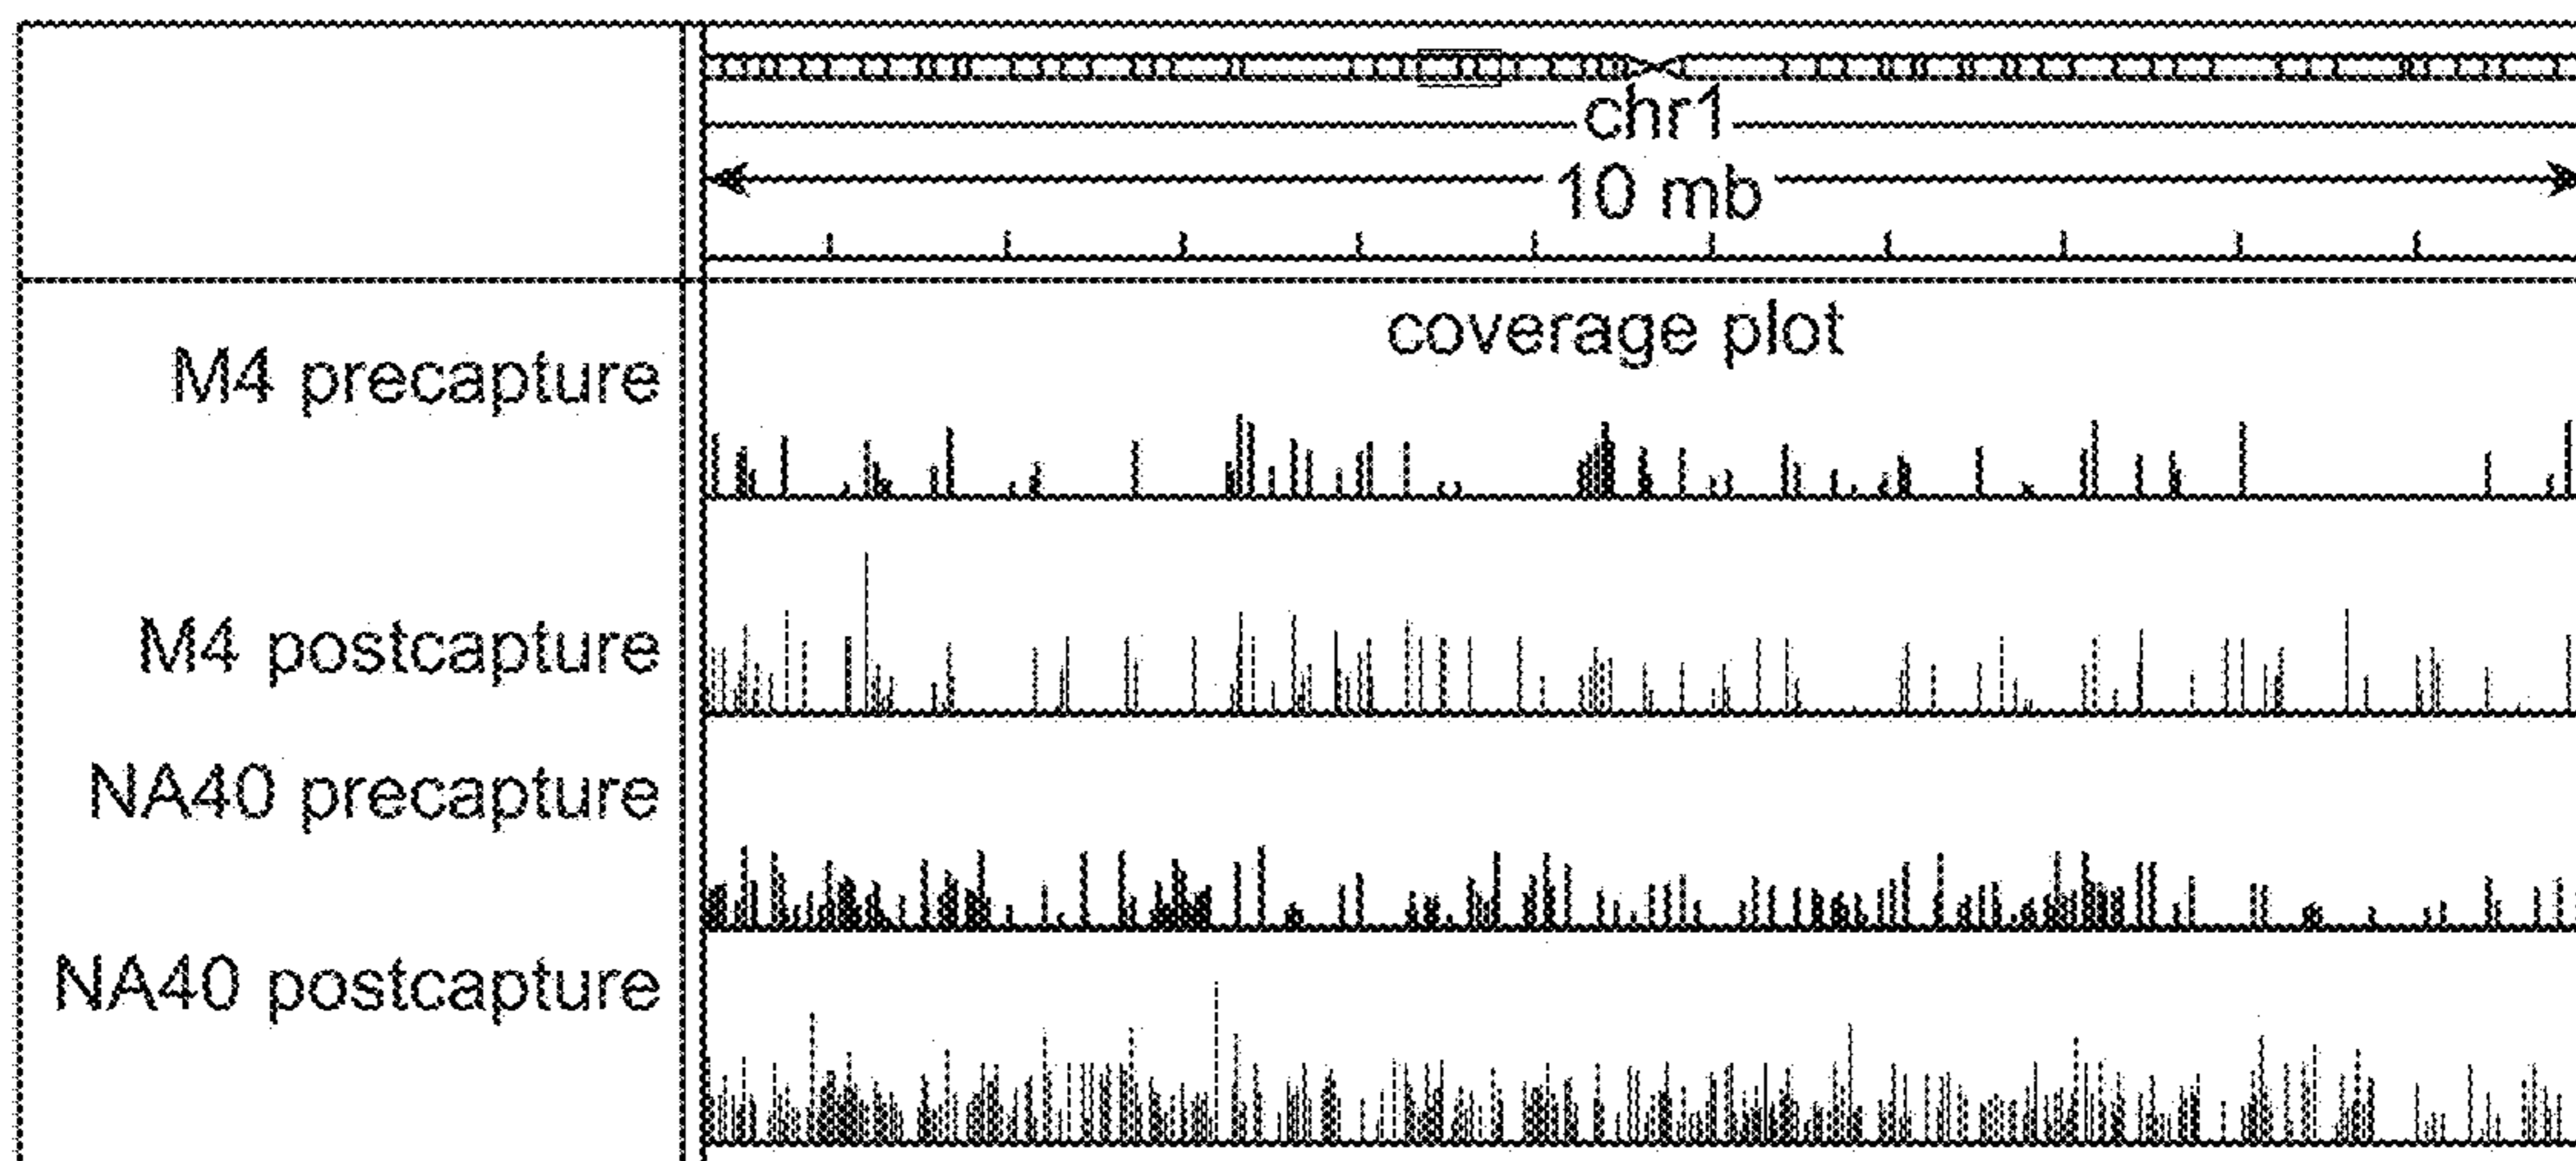 chr1
10 mb
coverage plot
M4 precapture
M4 postcapture
NA40 precapture
NA40 postcapture